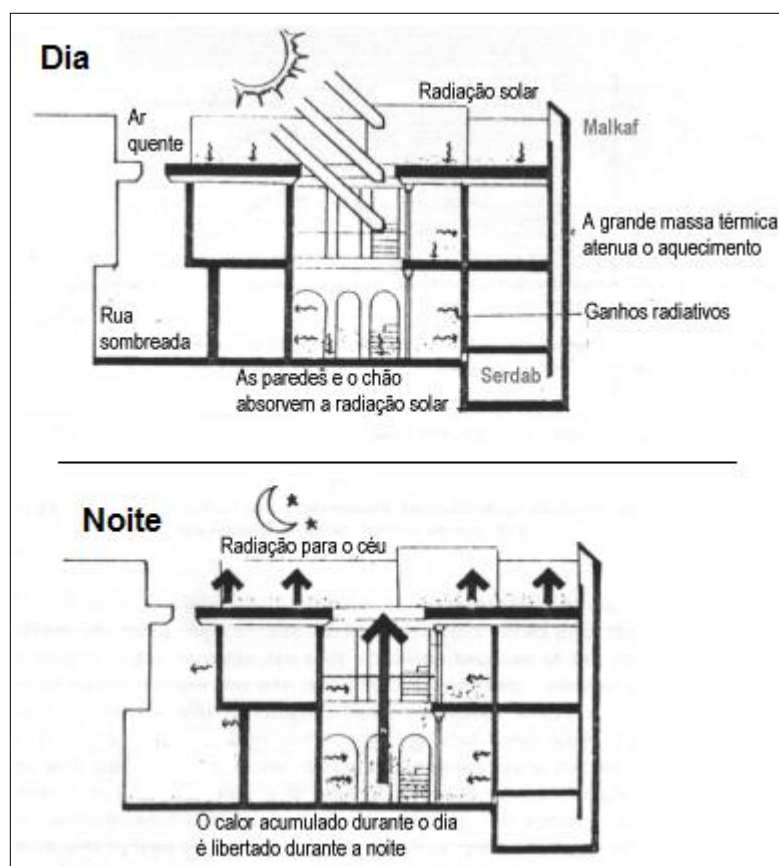 Dia
Radiação solar
Malkaf
Ar
quente
A grande massa térmica
atenua o aquecimento
Rua
sombreada
Ganhos radiativos
Serdab
As paredes e o chão
absorvem a radiação solar
Noite
Radiação para o céu
O calor acumulado durante o dia
é libertado durante a noite